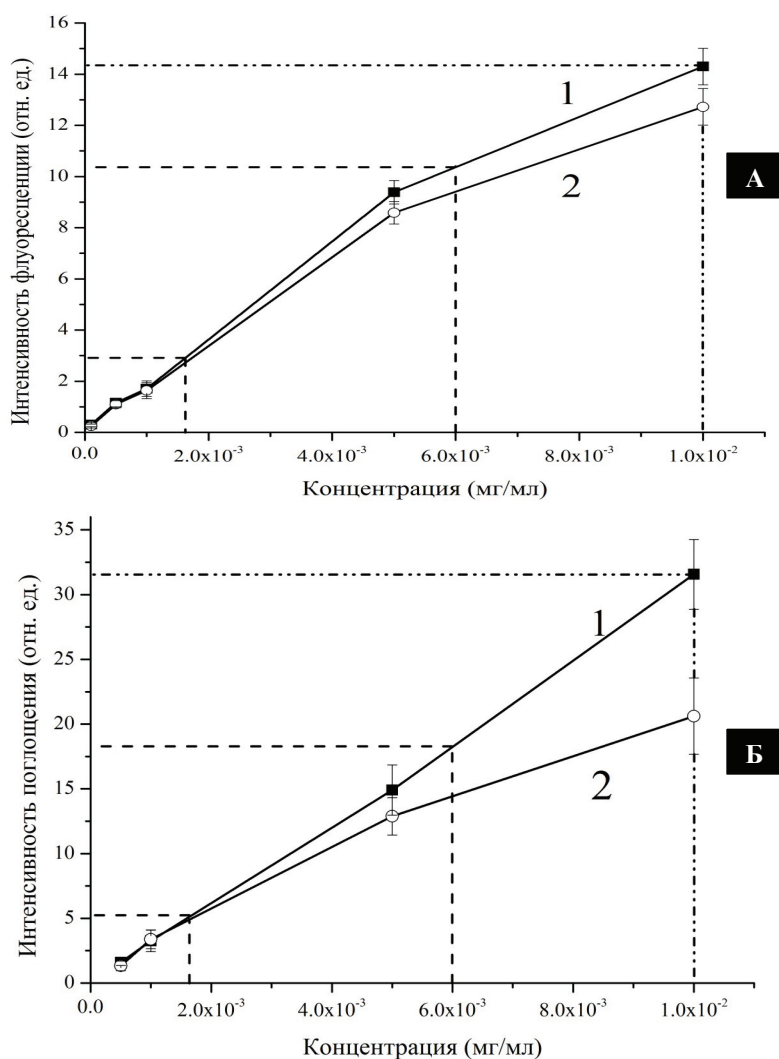 Интенсивность флуоресценции (отн. ед.)
16
14
12
10
8
6
4
2
0
1
2
А
0.0 2.0x10⁻³ 4.0x10⁻³ 6.0x10⁻³ 8.0x10⁻³ 1.0x10⁻²
Концентрация (мг/мл)
Интенсивность поглощения (отн. ед.)
35
30
25
20
15
10
5
0
1
2
Б
0.0 2.0x10⁻³ 4.0x10⁻³ 6.0x10⁻³ 8.0x10⁻³ 1.0x10⁻²
Концентрация (мг/мл)